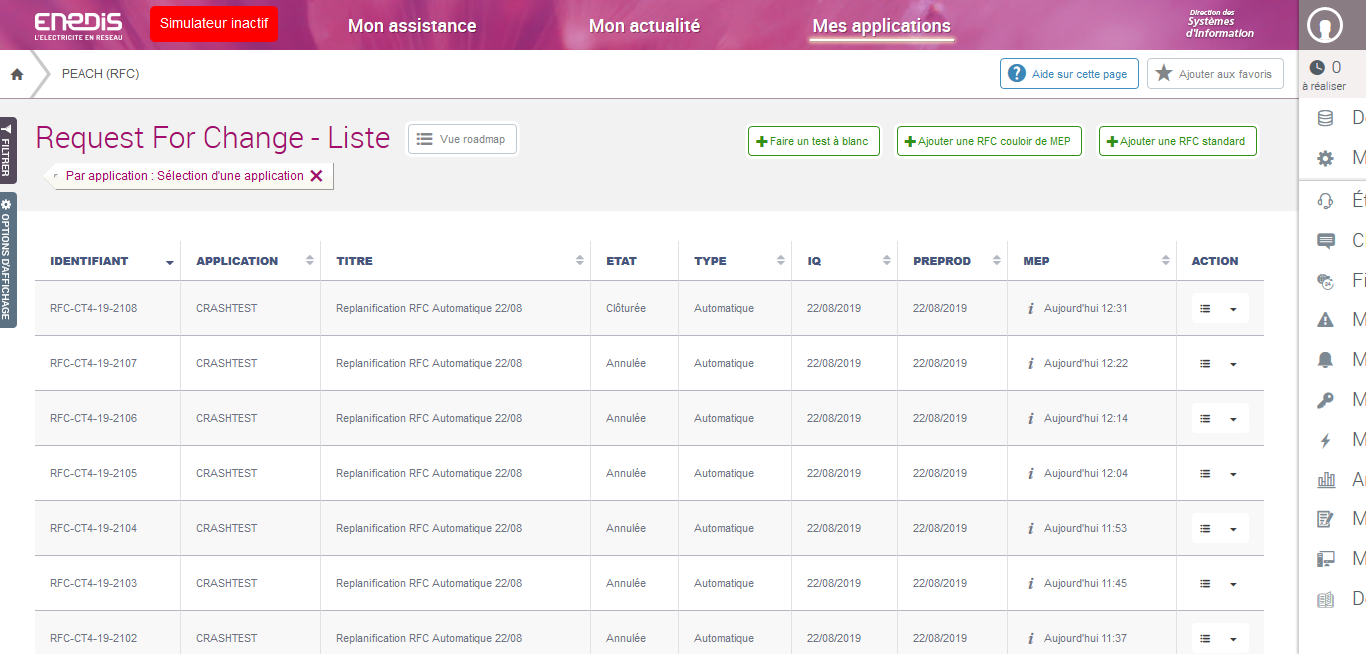 ENEDIS
L'ELECTRICITE EN RESEAU
Simulateur inactif
Mon assistance
Mon actualité
Mes applications
Direction des
Systèmes
d'Information
PEACH (RFC)
Aide sur cette page
Ajouter aux favoris
0
à réaliser
FILTRER
OPTIONS D'AFFICHAGE
Request For Change - Liste
Vue roadmap
Faire un test à blanc
Ajouter une RFC couloir de MEP
Ajouter une RFC standard
Par application : Sélection d'une application
IDENTIFIANT APPLICATION TITRE ETAT TYPE IQ PREPROD MEP ACTION
RFC-CT4-19-2108 CRASHTEST Replanification RFC Automatique 22/08 Clôturée Automatique 22/08/2019 22/08/2019 i Aujourd'hui 12:31
RFC-CT4-19-2107 CRASHTEST Replanification RFC Automatique 22/08 Annulée Automatique 22/08/2019 22/08/2019 i Aujourd'hui 12:22
RFC-CT4-19-2106 CRASHTEST Replanification RFC Automatique 22/08 Annulée Automatique 22/08/2019 22/08/2019 i Aujourd'hui 12:14
RFC-CT4-19-2105 CRASHTEST Replanification RFC Automatique 22/08 Annulée Automatique 22/08/2019 22/08/2019 i Aujourd'hui 12:04
RFC-CT4-19-2104 CRASHTEST Replanification RFC Automatique 22/08 Annulée Automatique 22/08/2019 22/08/2019 i Aujourd'hui 11:53
RFC-CT4-19-2103 CRASHTEST Replanification RFC Automatique 22/08 Annulée Automatique 22/08/2019 22/08/2019 i Aujourd'hui 11:45
RFC-CT4-19-2102 CRASHTEST Replanification RFC Automatique 22/08 Annulée Automatique 22/08/2019 22/08/2019 i Aujourd'hui 11:37